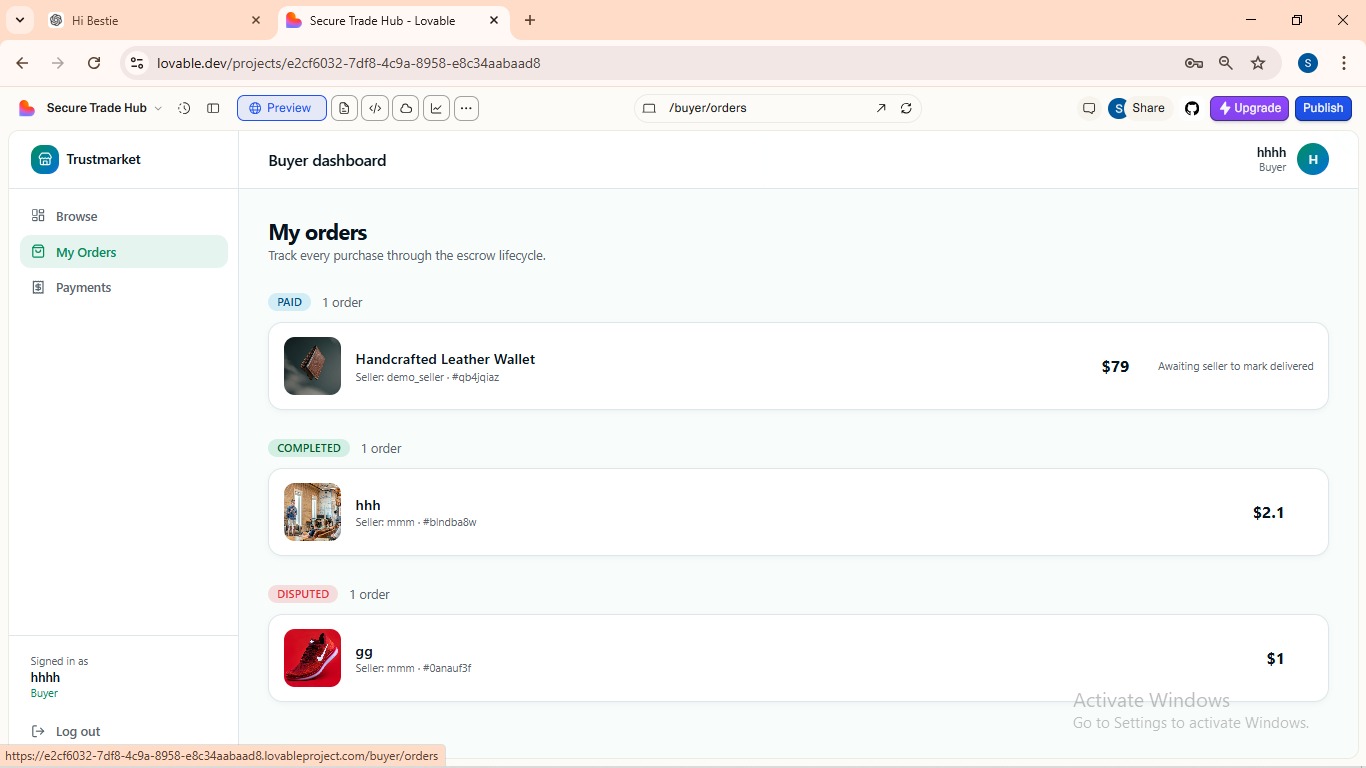 Hi Bestie
Secure Trade Hub - Lovable
lovable.dev/projects/e2cf6032-7df8-4c9a-8958-e8c34aabaad8
S
Secure Trade Hub
Preview
/buyer/orders
S
Share
Upgrade
Publish
Trustmarket
Buyer dashboard
hhhh
Buyer
H
Browse
My Orders
Payments
My orders
Track every purchase through the escrow lifecycle.
PAID 1 order
Handcrafted Leather Wallet
Seller: demo_seller · #qb4jqiaz
$79
Awaiting seller to mark delivered
COMPLETED 1 order
hhh
Seller: mmm · #blndba8w
$2.1
DISPUTED 1 order
gg
Seller: mmm · #0anauf3f
$1
Signed in as
hhhh
Buyer
Log out
Activate Windows
Go to Settings to activate Windows.
https://e2cf6032-7df8-4c9a-8958-e8c34aabaad8.lovableproject.com/buyer/orders